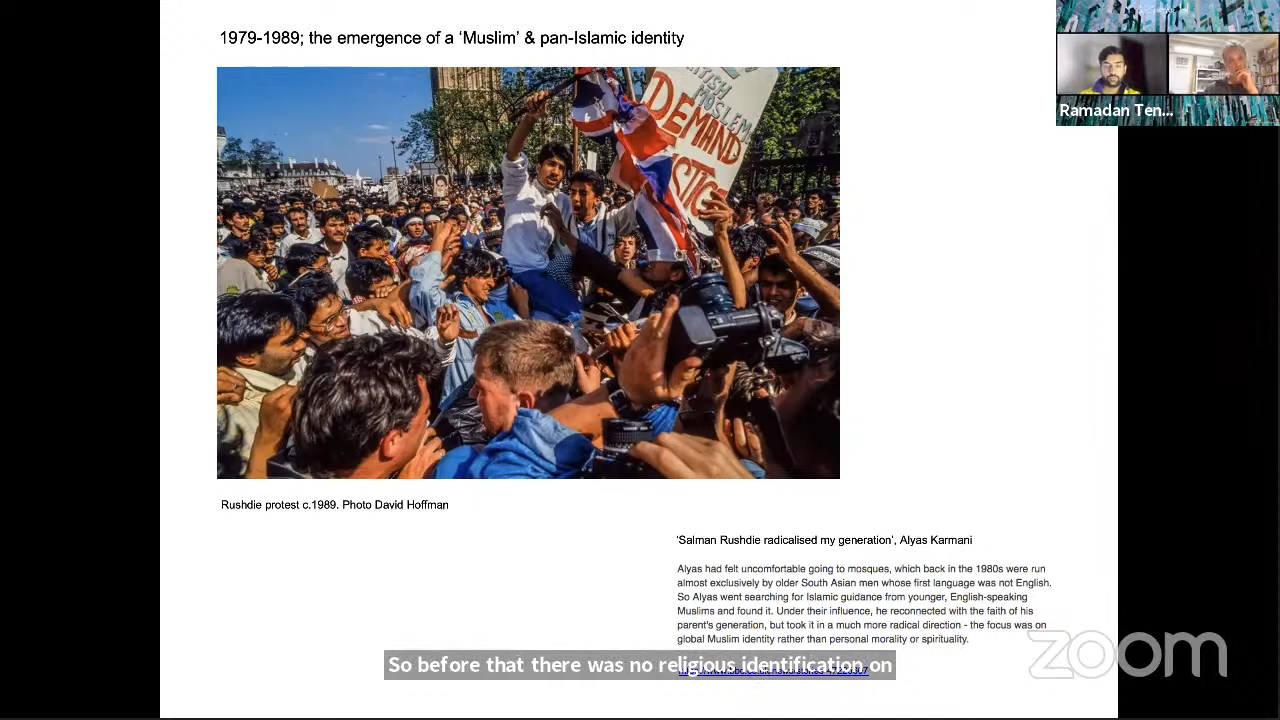 1979-1989; the emergence of a ‘Muslim’ & pan-Islamic identity
Ramadan Ten...
MOSLEM
DEMAND
Rushdie protest c.1989. Photo David Hoffman
‘Salman Rushdie radicalised my generation’, Alyas Karmani
Alyas had felt uncomfortable going to mosques, which back in the 1980s were run
almost exclusively by older South Asian men whose first language was not English.
So Alyas went searching for Islamic guidance from younger, English-speaking
Muslims and found it. Under their influence, he reconnected with the faith of his
parent's generation, but took it in a much more radical direction - the focus was on
global Muslim identity rather than personal morality or spirituality.
zoom
So before that there was no religious identification on